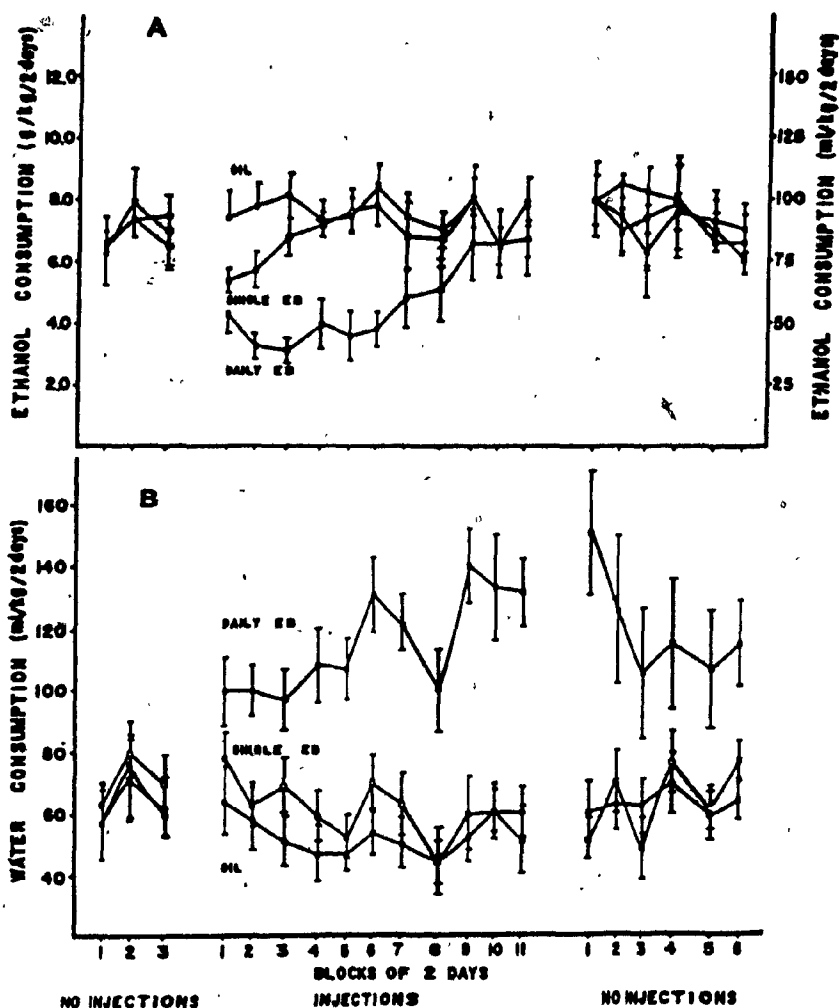 A
ETHANOL CONSUMPTION (g/kg/2days)
12.0
10.0
8.0
6.0
4.0
2.0
OIL
SINGLE EB
DAILY EB
150
125
100
75
50
25
ETHANOL CONSUMPTION (ml/kg/2days)
B
WATER CONSUMPTION (ml/kg/2days)
160
140
120
100
80
60
40
DAILY EB
SINGLE EB
OIL
1 2 3 1 2 3 4 5 6 7 8 9 10 11 1 2 3 4 5 6
BLOCKS OF 2 DAYS
NO INJECTIONS INJECTIONS NO INJECTIONS